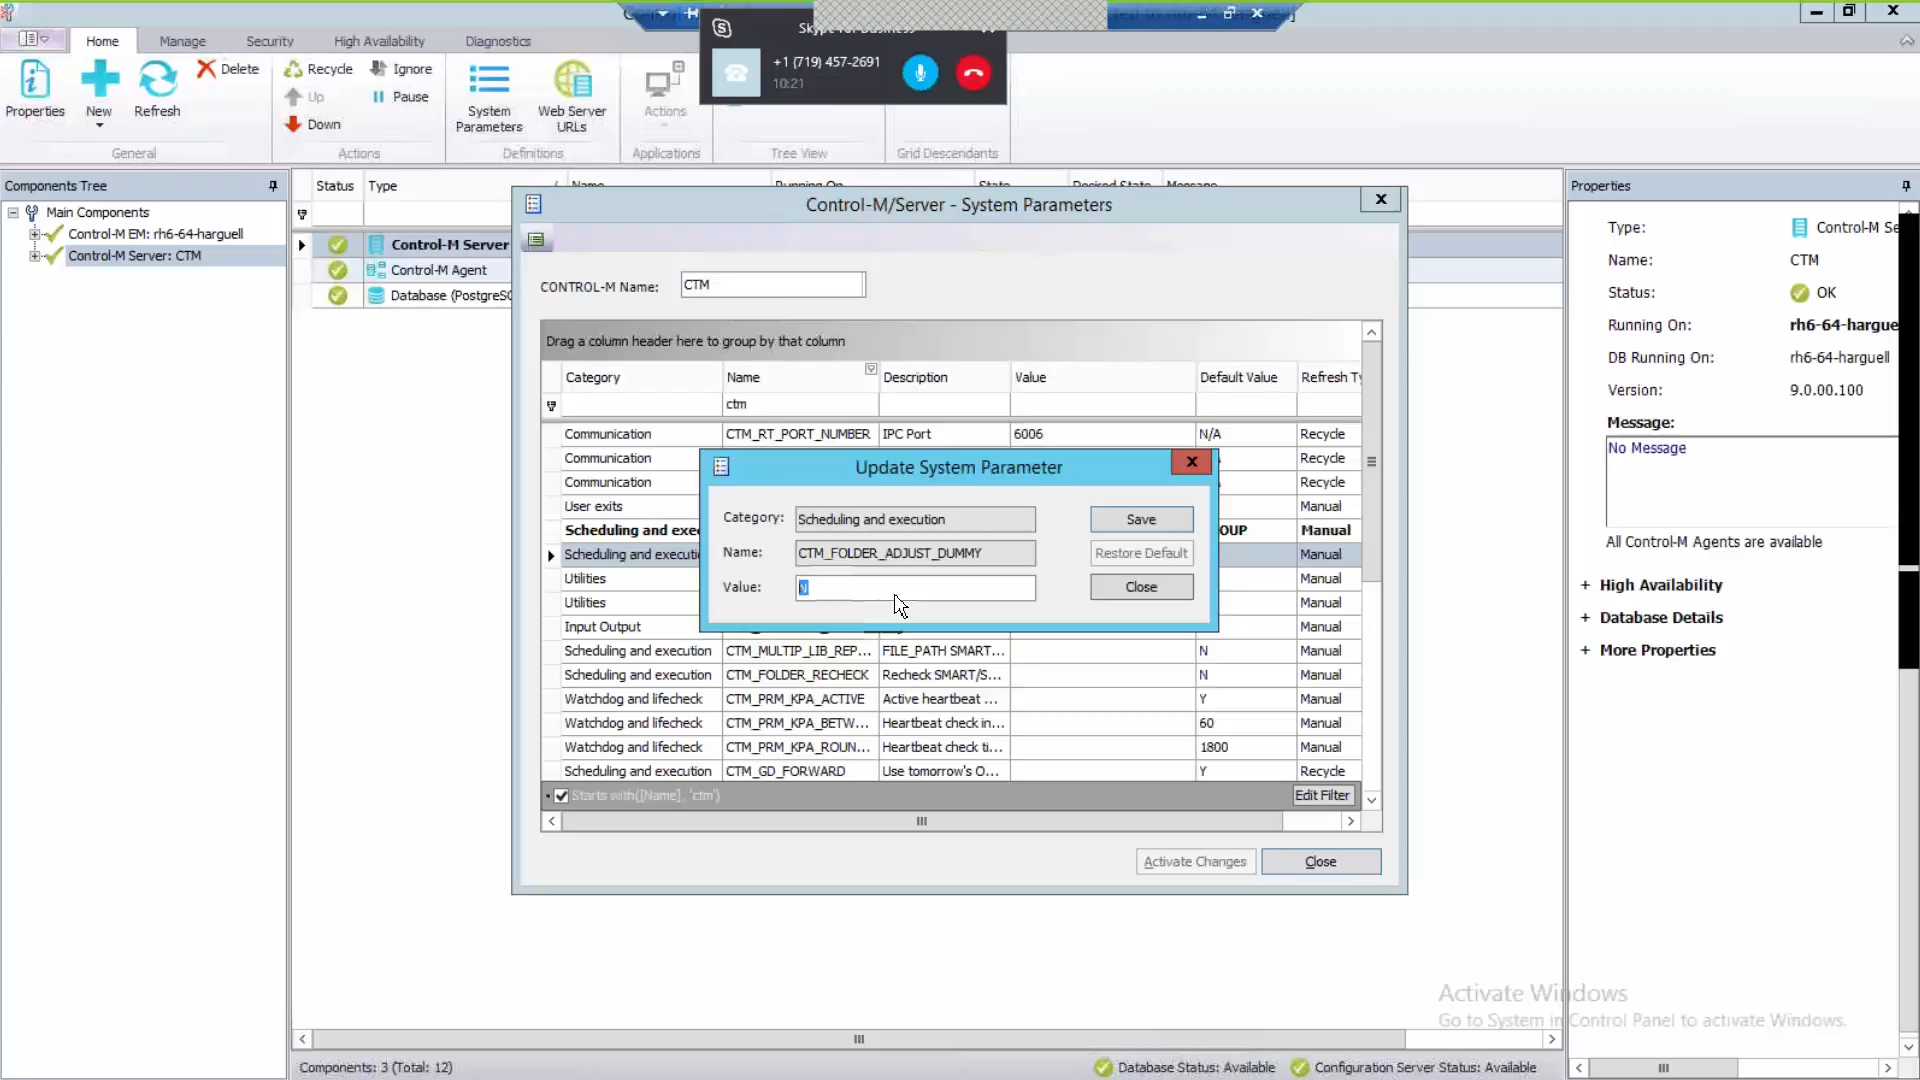 Home
Manage
Security
High Availability
Diagnostics
Skype for Business
+1 (719) 457-2691
10:21
Properties
New
Refresh
Delete
Recycle
Up
Down
Ignore
Pause
System Parameters
Web Server URLs
Actions
General
Actions
Definitions
Applications
Tree View
Grid Descendants
Components Tree
Main Components
Control-M EM: rh6-64-harguell
Control-M Server: CTM
Status
Type
Name
Running On
State
Desired State
Message
Control-M Server
Control-M Agent
Database (PostgreSC
Control-M/Server - System Parameters
CONTROL-M Name:
CTM
Drag a column header here to group by that column
Category
Name
Description
Value
Default Value
Refresh Ty
ctm
Communication
CTM_RT_PORT_NUMBER
IPC Port
6006
N/A
Recycle
Communication
Recycle
Communication
Recycle
User exits
Manual
Scheduling and exe
OUP
Manual
Scheduling and executi
Manual
Utilities
Manual
Utilities
Manual
Input Output
Manual
Scheduling and execution
CTM_MULTIP_LIB_REP...
FILE_PATH SMART...
N
Manual
Scheduling and execution
CTM_FOLDER_RECHECK
Recheck SMART/S...
N
Manual
Watchdog and lifecheck
CTM_PRM_KPA_ACTIVE
Active heartbeat ...
Y
Manual
Watchdog and lifecheck
CTM_PRM_KPA_BETW...
Heartbeat check in...
60
Manual
Watchdog and lifecheck
CTM_PRM_KPA_ROUN...
Heartbeat check ti...
1800
Manual
Scheduling and execution
CTM_GD_FORWARD
Use tomorrow's O...
Y
Recycle
Starts with([Name], 'ctm')
Edit Filter
Activate Changes
Close
Update System Parameter
Category:
Scheduling and execution
Save
Name:
CTM_FOLDER_ADJUST_DUMMY
Restore Default
Value:
Close
Properties
Type:
Control-M Se
Name:
CTM
Status:
OK
Running On:
rh6-64-hargue
DB Running On:
rh6-64-harguell
Version:
9.0.00.100
Message:
No Message
All Control-M Agents are available
+ High Availability
+ Database Details
+ More Properties
Activate Windows
Go to System in Control Panel to activate Windows.
Components: 3 (Total: 12)
Database Status: Available
Configuration Server Status: Available